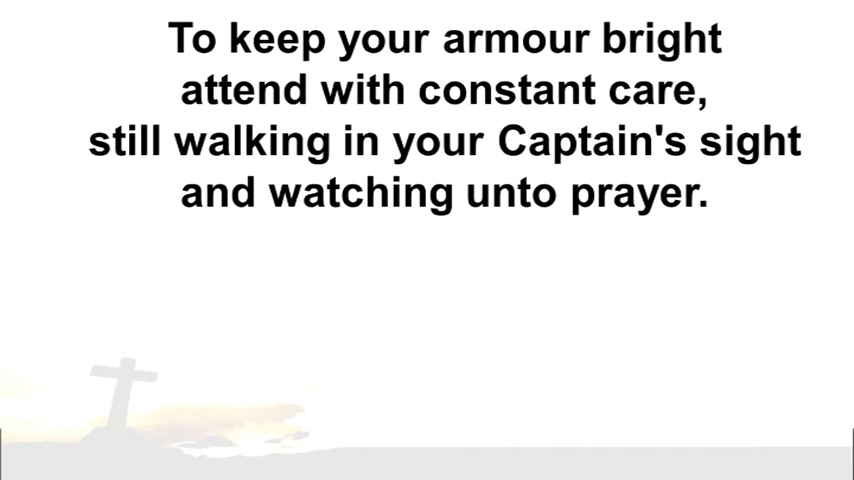 To keep your armour bright
attend with constant care,
still walking in your Captain's sight
and watching unto prayer.